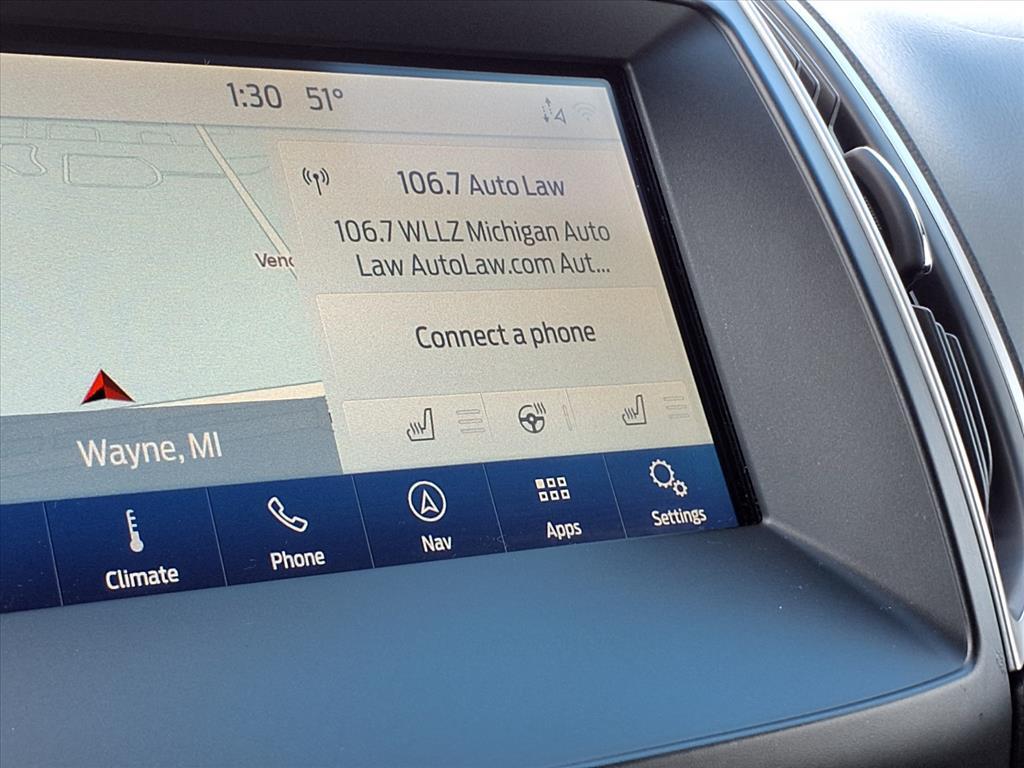 1:30 51°
106.7 Auto Law
106.7 WLLZ Michigan Auto
Law AutoLaw.com Aut...
Connect a phone
Wayne, MI
Climate
Phone
Nav
Apps
Settings